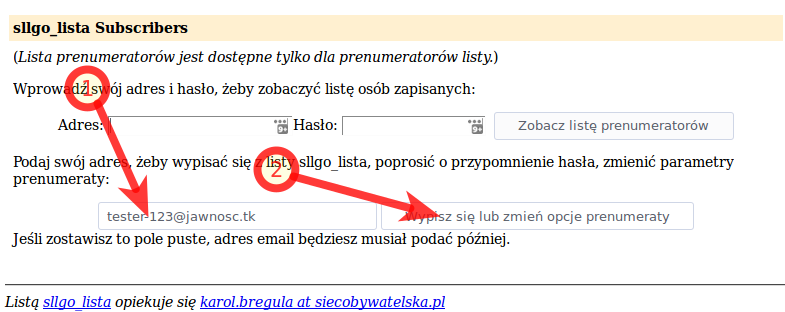 sllgo_lista Subscribers
(Lista prenumeratorów jest dostępne tylko dla prenumeratorów listy.)
Wprowadź swój adres i hasło, żeby zobaczyć listę osób zapisanych:
1
Adres: 9+ Hasło: 9+ Zobacz listę prenumeratorów
Podaj swój adres, żeby wypisać się z listy sllgo_lista, poprosić o przypomnienie hasła, zmienić parametry
prenumeraty:
2
tester-123@jawnosc.tk Wypisz się lub zmień opcje prenumeraty
Jeśli zostawisz to pole puste, adres email będziesz musiał podać później.
Listą sllgo_lista opiekuje się karol.bregula at siecobywatelska.pl